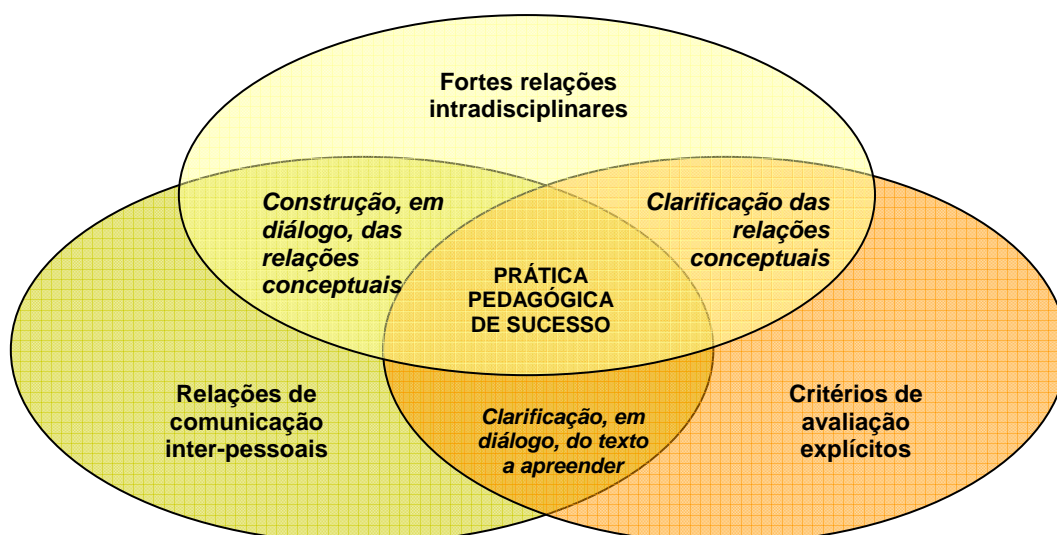 Fortes relações
intradisciplinares
Construção, em
diálogo, das
relações
conceptuais
Clarificação das
relações
conceptuais
PRÁTICA
PEDAGÓGICA
DE SUCESSO
Relações de
comunicação
inter-pessoais
Clarificação, em
diálogo, do texto
a apreender
Critérios de
avaliação
explícitos